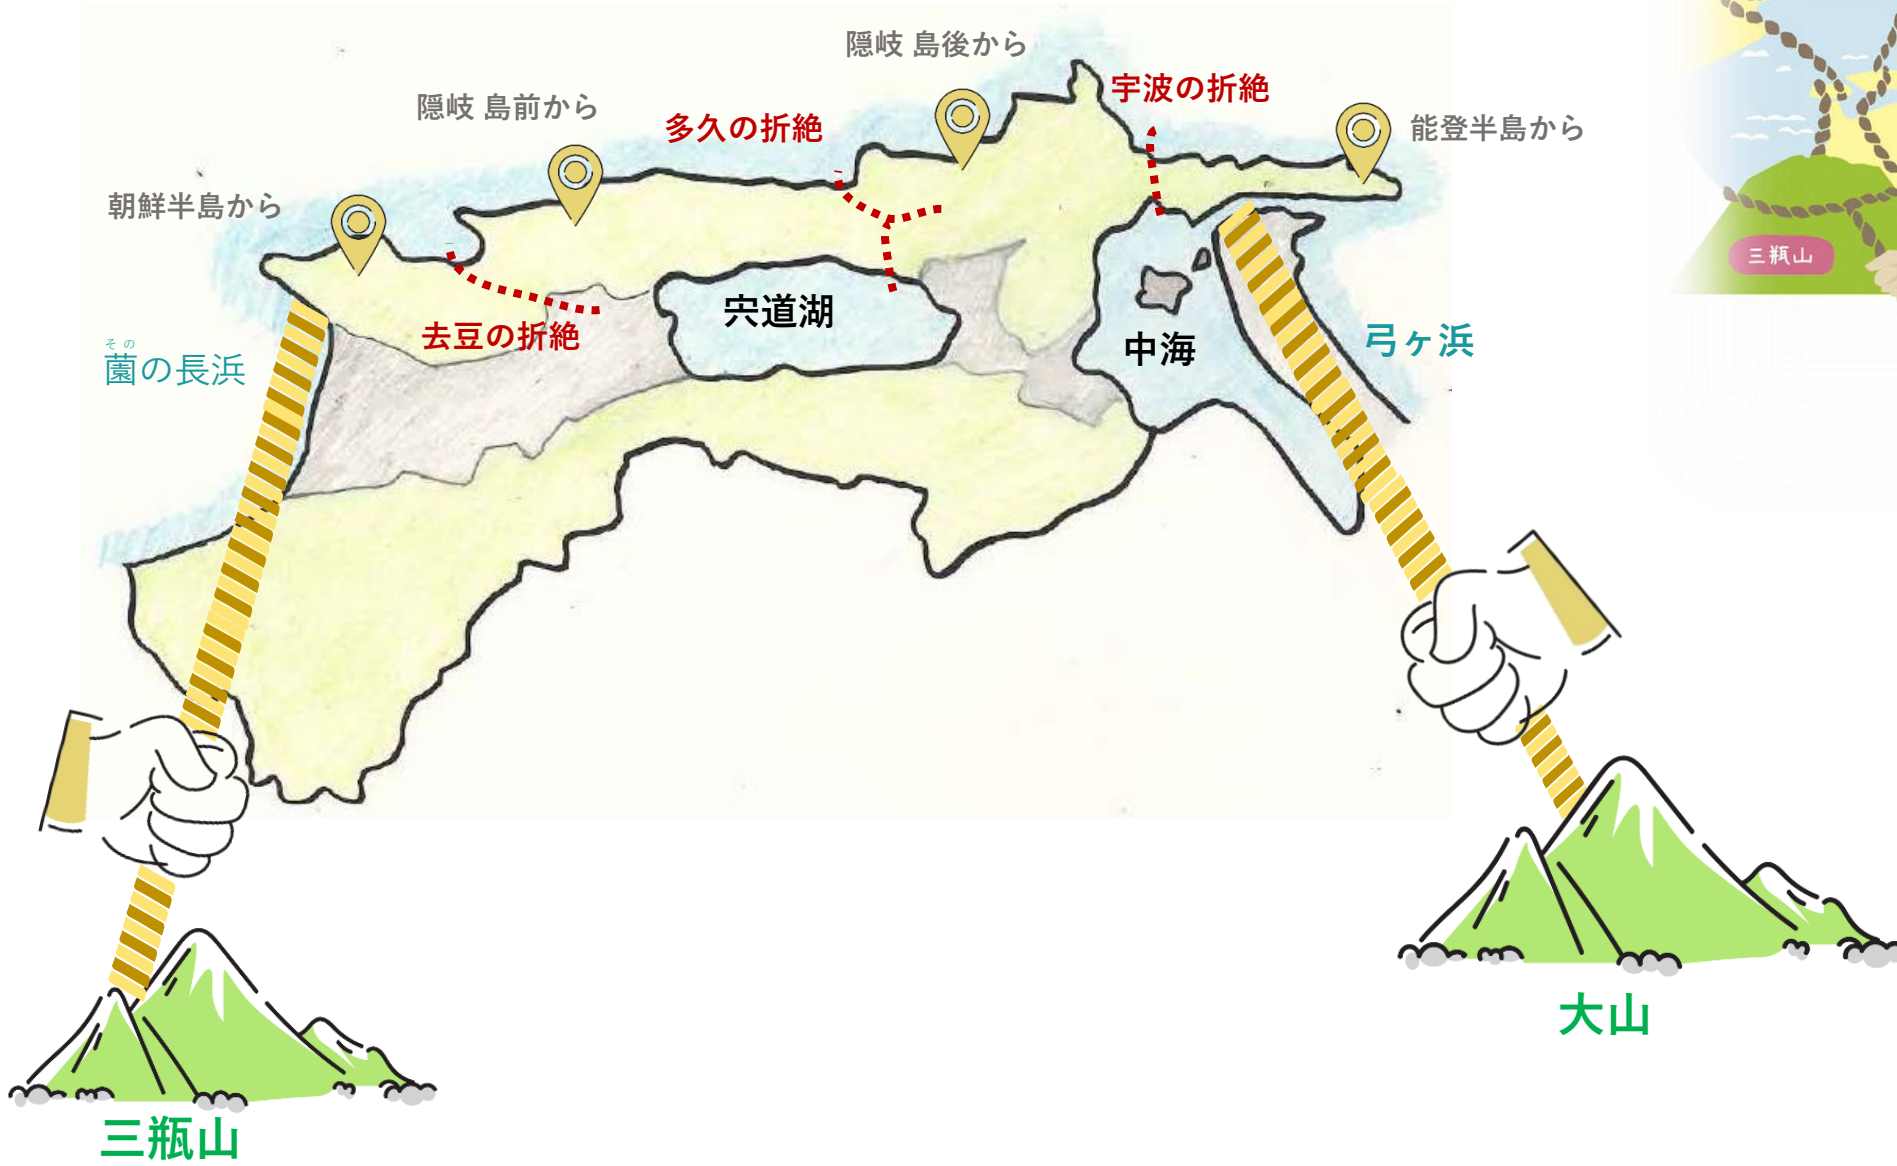 隠岐 島後から
宇波の折絶
隠岐 島前から
多久の折絶
能登半島から
朝鮮半島から
三瓶山
宍道湖
去豆の折絶
中海
弓ヶ浜
その
薗の長浜
大山
三瓶山